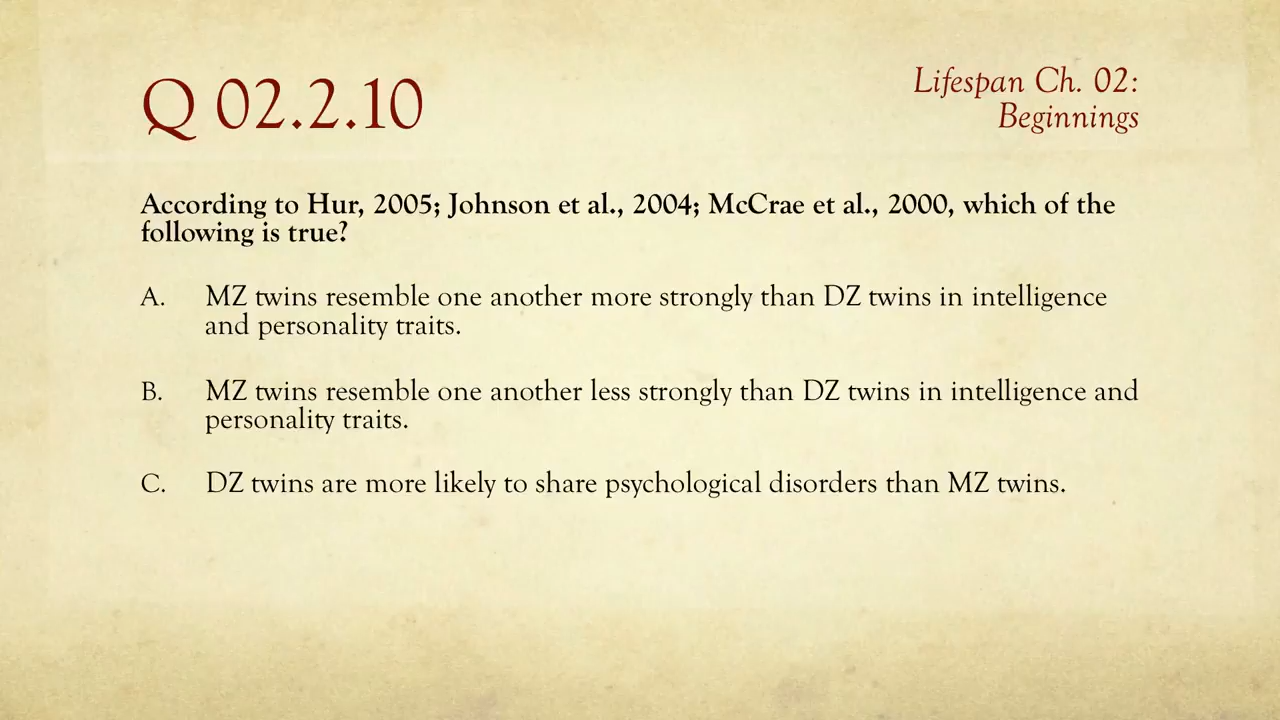 Q 02.2.10
Lifespan Ch. 02:
Beginnings
According to Hur, 2005; Johnson et al., 2004; McCrae et al., 2000, which of the
following is true?
A. MZ twins resemble one another more strongly than DZ twins in intelligence
and personality traits.
B. MZ twins resemble one another less strongly than DZ twins in intelligence and
personality traits.
C. DZ twins are more likely to share psychological disorders than MZ twins.